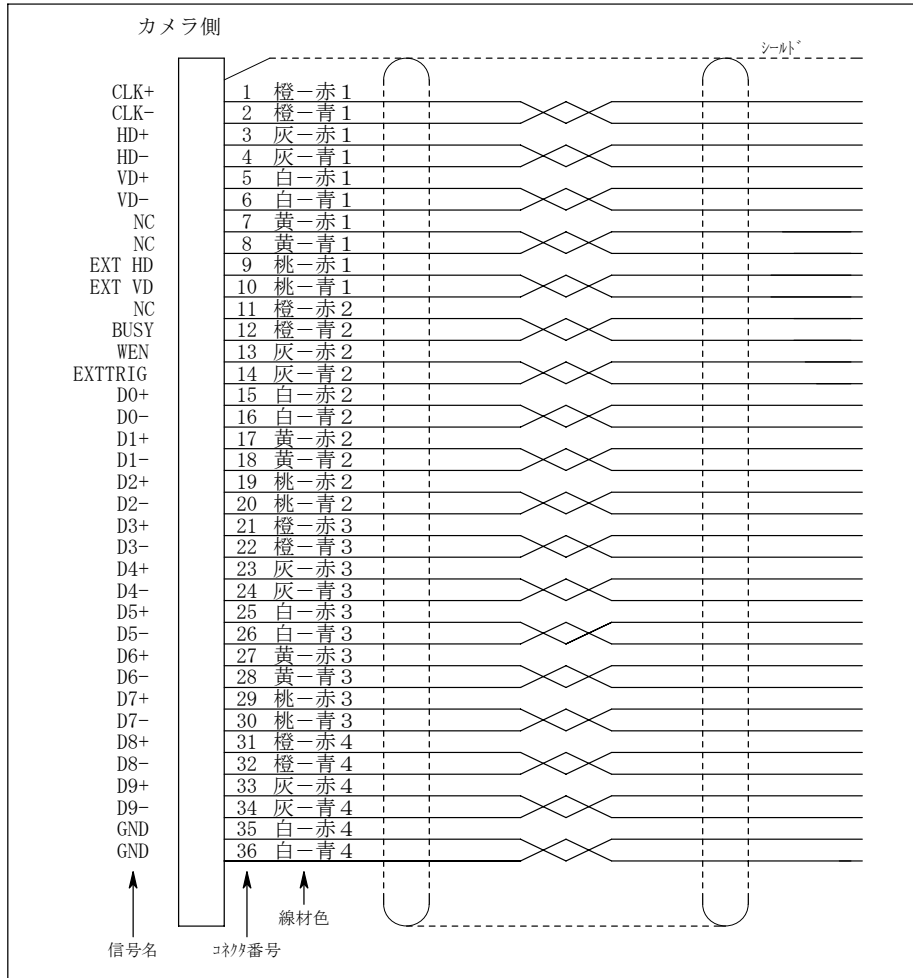 カメラ側
シールド
CLK+ 1 橙－赤１
CLK- 2 橙－青１
HD+ 3 灰－赤１
HD- 4 灰－青１
VD+ 5 白－赤１
VD- 6 白－青１
NC 7 黄－赤１
NC 8 黄－青１
EXT HD 9 桃－赤１
EXT VD 10 桃－青１
NC 11 橙－赤２
BUSY 12 橙－青２
WEN 13 灰－赤２
EXTTRIG 14 灰－青２
D0+ 15 白－赤２
D0- 16 白－青２
D1+ 17 黄－赤２
D1- 18 黄－青２
D2+ 19 桃－赤２
D2- 20 桃－青２
D3+ 21 橙－赤３
D3- 22 橙－青３
D4+ 23 灰－赤３
D4- 24 灰－青３
D5+ 25 白－赤３
D5- 26 白－青３
D6+ 27 黄－赤３
D6- 28 黄－青３
D7+ 29 桃－赤３
D7- 30 桃－青３
D8+ 31 橙－赤４
D8- 32 橙－青４
D9+ 33 灰－赤４
D9- 34 灰－青４
GND 35 白－赤４
GND 36 白－青４
線材色
信号名 ｺﾈｸﾀ番号